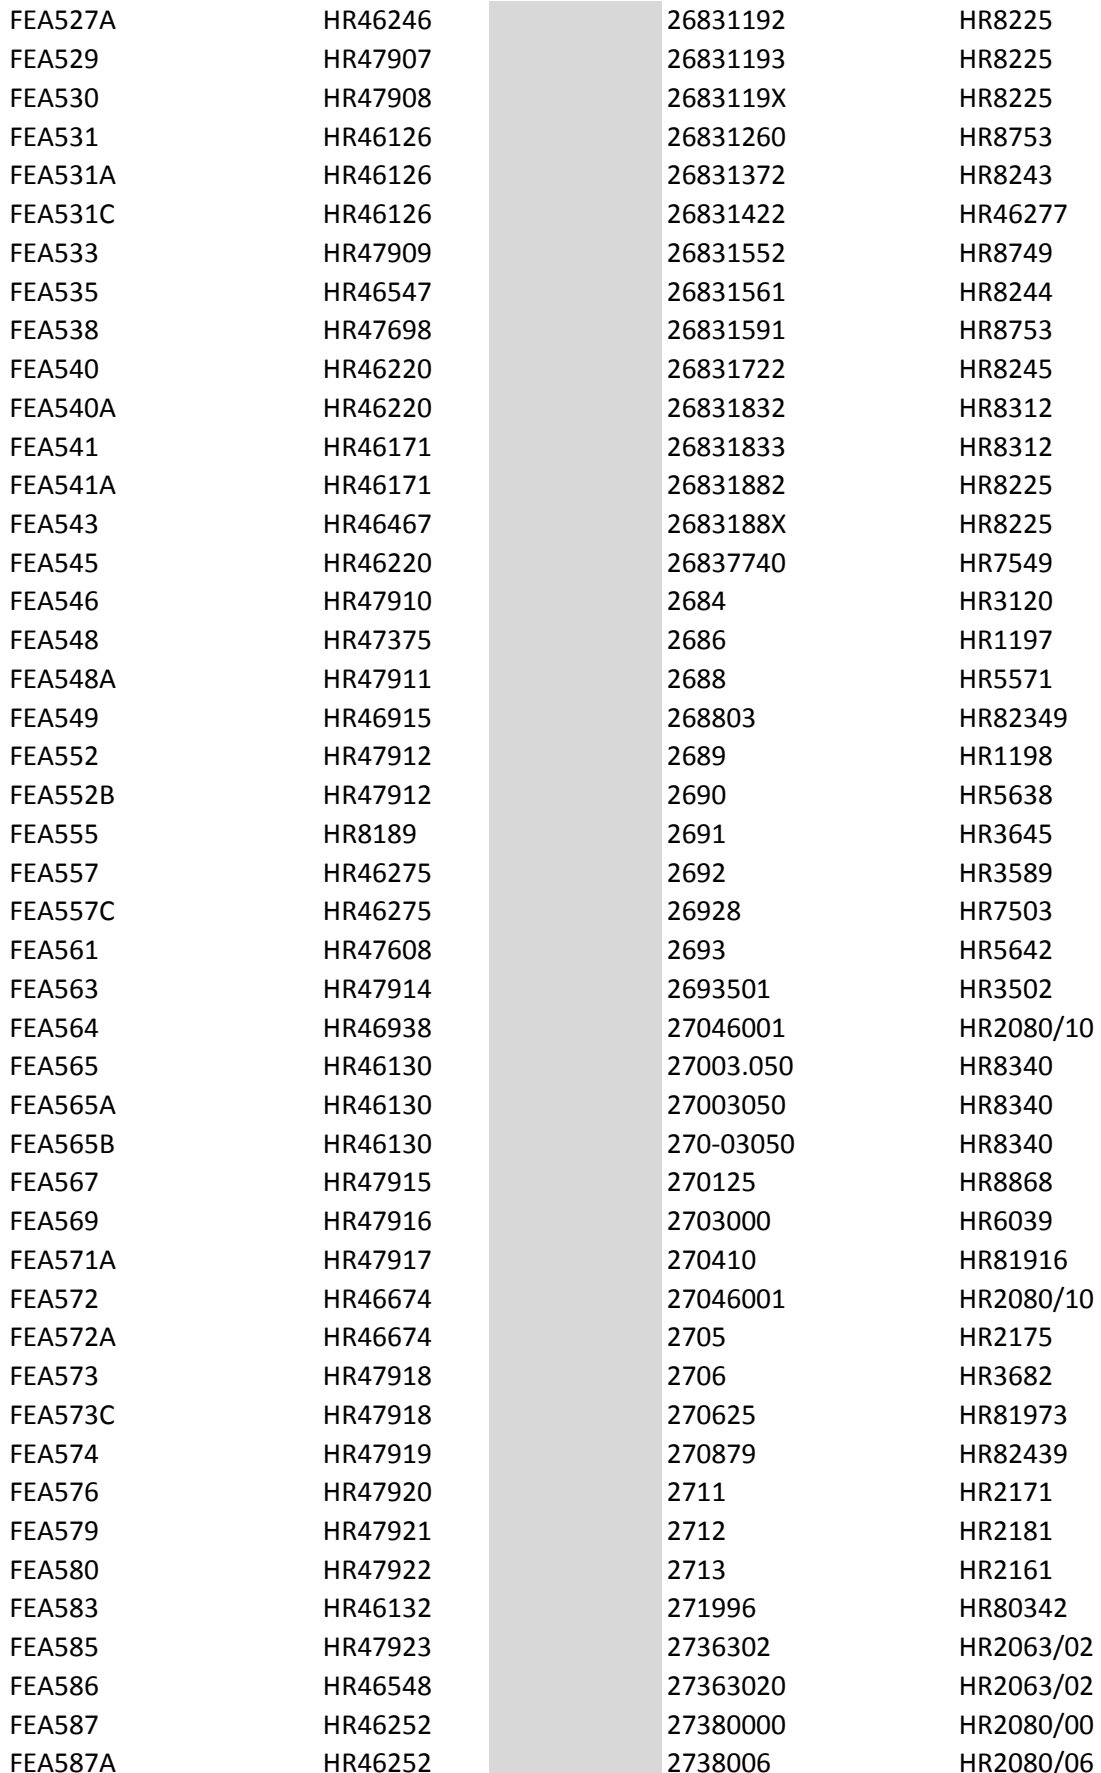 FEA527A HR46246 26831192 HR8225
FEA529 HR47907 26831193 HR8225
FEA530 HR47908 2683119X HR8225
FEA531 HR46126 26831260 HR8753
FEA531A HR46126 26831372 HR8243
FEA531C HR46126 26831422 HR46277
FEA533 HR47909 26831552 HR8749
FEA535 HR46547 26831561 HR8244
FEA538 HR47698 26831591 HR8753
FEA540 HR46220 26831722 HR8245
FEA540A HR46220 26831832 HR8312
FEA541 HR46171 26831833 HR8312
FEA541A HR46171 26831882 HR8225
FEA543 HR46467 2683188X HR8225
FEA545 HR46220 26837740 HR7549
FEA546 HR47910 2684 HR3120
FEA548 HR47375 2686 HR1197
FEA548A HR47911 2688 HR5571
FEA549 HR46915 268803 HR82349
FEA552 HR47912 2689 HR1198
FEA552B HR47912 2690 HR5638
FEA555 HR8189 2691 HR3645
FEA557 HR46275 2692 HR3589
FEA557C HR46275 26928 HR7503
FEA561 HR47608 2693 HR5642
FEA563 HR47914 2693501 HR3502
FEA564 HR46938 27046001 HR2080/10
FEA565 HR46130 27003.050 HR8340
FEA565A HR46130 27003050 HR8340
FEA565B HR46130 270-03050 HR8340
FEA567 HR47915 270125 HR8868
FEA569 HR47916 2703000 HR6039
FEA571A HR47917 270410 HR81916
FEA572 HR46674 27046001 HR2080/10
FEA572A HR46674 2705 HR2175
FEA573 HR47918 2706 HR3682
FEA573C HR47918 270625 HR81973
FEA574 HR47919 270879 HR82439
FEA576 HR47920 2711 HR2171
FEA579 HR47921 2712 HR2181
FEA580 HR47922 2713 HR2161
FEA583 HR46132 271996 HR80342
FEA585 HR47923 2736302 HR2063/02
FEA586 HR46548 27363020 HR2063/02
FEA587 HR46252 27380000 HR2080/00
FEA587A HR46252 2738006 HR2080/06